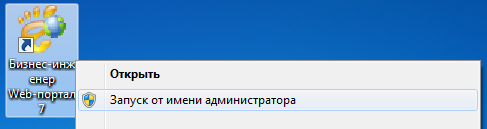 Бизнес-инж
енер
Web-портал
7
Открыть
Запуск от имени администратора